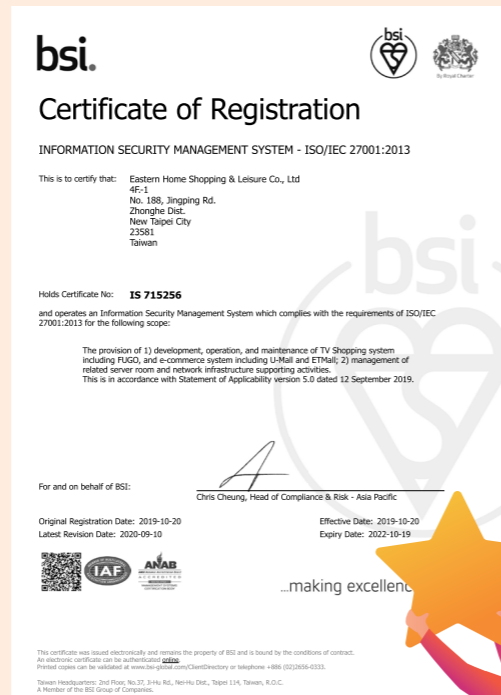 bsi.
bsi
By Royal Charter
Certificate of Registration
INFORMATION SECURITY MANAGEMENT SYSTEM - ISO/IEC 27001:2013
This is to certify that: Eastern Home Shopping & Leisure Co., Ltd
4F.-1
No. 188, Jingping Rd.
Zhonghe Dist.
New Taipei City
23581
Taiwan
bsi
Holds Certificate No: IS 715256
and operates an Information Security Management System which complies with the requirements of ISO/IEC
27001:2013 for the following scope:
The provision of 1) development, operation, and maintenance of TV Shopping system
including FUGO, and e-commerce system including U-Mall and ETMall; 2) management of
related server room and network infrastructure supporting activities.
This is in accordance with Statement of Applicability version 5.0 dated 12 September 2019.
For and on behalf of BSI:
Chris Cheung, Head of Compliance & Risk - Asia Pacific
Original Registration Date: 2019-10-20 Effective Date: 2019-10-20
Latest Revision Date: 2020-09-10 Expiry Date: 2022-10-19
IAF
ANAB
ACCREDITED
...making excellenc
This certificate was issued electronically and remains the property of BSI and is bound by the conditions of contract.
An electronic certificate can be authenticated online.
Printed copies can be validated at www.bsi-global.com/ClientDirectory or telephone +886 (02)2656-0333.
Taiwan Headquarters: 2nd Floor, No.37, Ji-Hu Rd., Nei-Hu Dist., Taipei 114, Taiwan, R.O.C.
A Member of the BSI Group of Companies.